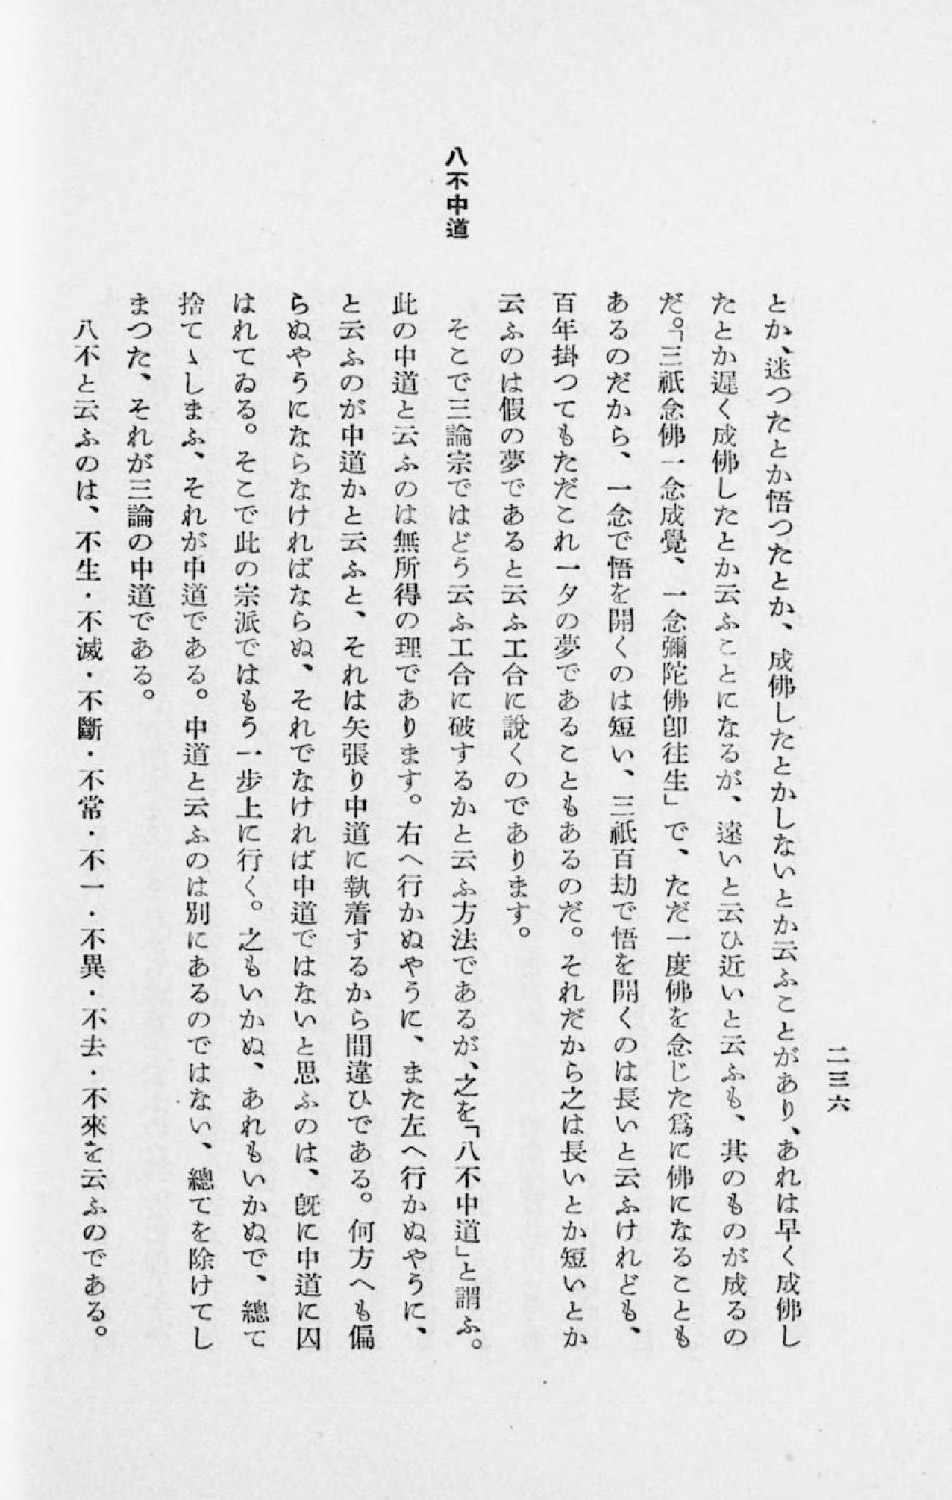 二三六
とか、迷つたとか悟つたとか、成佛したとかしないとか云ふことがあり、あれは早く成佛し
たとか遲く成佛したとか云ふことになるが、遠いと云ひ近いと云ふも、其のものが成るの
だ。「三祇念佛一念成覺、一念彌陀佛卽往生」で、ただ一度佛を念じた爲に佛になることも
あるのだから、一念で悟を開くのは短い、三祇百劫で悟を開くのは長いと云ふけれども、
百年掛つてもただこれ一夕の夢であることもあるのだ。それだから之は長いとか短いとか
云ふのは假の夢であると云ふ工合に說くのであります。
八不中道
そこで三論宗ではどう云ふ工合に破するかと云ふ方法であるが、之を「八不中道」と謂ふ。
此の中道と云ふのは無所得の理であります。右へ行かぬやうに、また左へ行かぬやうに、
と云ふのが中道かと云ふと、それは矢張り中道に執着するから間違ひである。何方へも偏
らぬやうにならなければならぬ、それでなければ中道ではないと思ふのは、旣に中道に囚
はれてゐる。そこで此の宗派ではもう一步上に行く。之もいかぬ、あれもいかぬで、總て
捨てゝしまふ、それが中道である。中道と云ふのは別にあるのではない、總てを除けてし
まつた、それが三論の中道である。
八不と云ふのは、不生・不滅・不斷・不常・不一・不異・不去・不來を云ふのである。